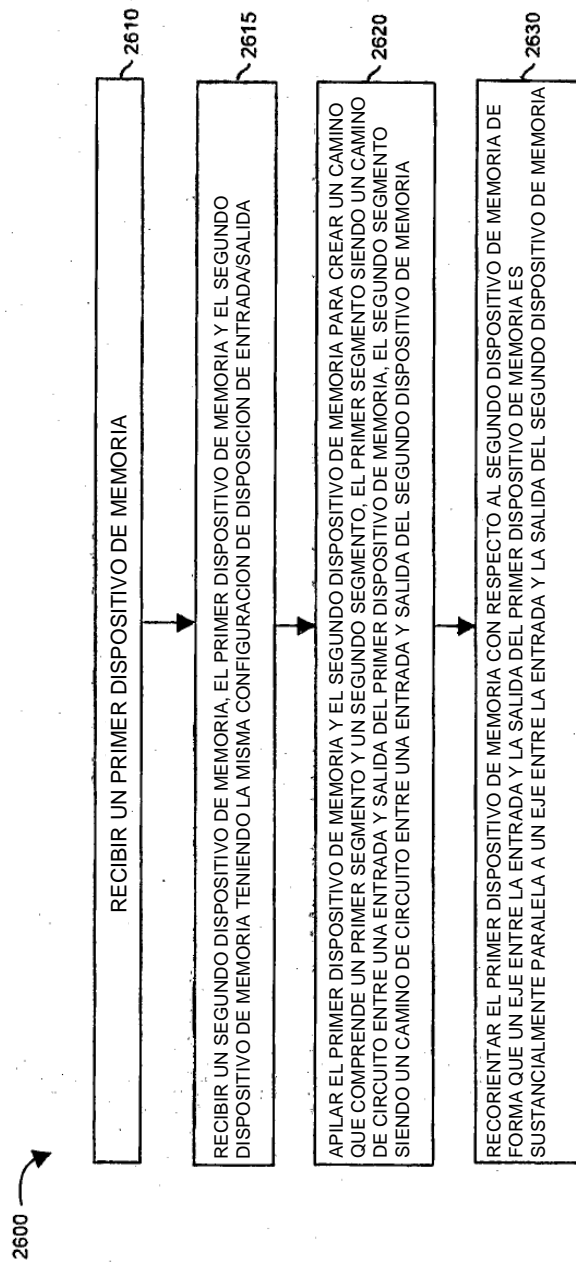 2600
RECIBIR UN PRIMER DISPOSITIVO DE MEMORIA
2610
RECIBIR UN SEGUNDO DISPOSITIVO DE MEMORIA, EL PRIMER DISPOSITIVO DE MEMORIA Y EL SEGUNDO
DISPOSITIVO DE MEMORIA TENIENDO LA MISMA CONFIGURACION DE DISPOSICION DE ENTRADA/SALIDA
2615
APILAR EL PRIMER DISPOSITIVO DE MEMORIA Y EL SEGUNDO DISPOSITIVO DE MEMORIA PARA CREAR UN CAMINO
QUE COMPRENDE UN PRIMER SEGMENTO Y UN SEGUNDO SEGMENTO, EL PRIMER SEGMENTO SIENDO UN CAMINO
DE CIRCUITO ENTRE UNA ENTRADA Y SALIDA DEL PRIMER DISPOSITIVO DE MEMORIA, EL SEGUNDO SEGMENTO
SIENDO UN CAMINO DE CIRCUITO ENTRE UNA ENTRADA Y SALIDA DEL SEGUNDO DISPOSITIVO DE MEMORIA
2620
RECORIENTAR EL PRIMER DISPOSITIVO DE MEMORIA CON RESPECTO AL SEGUNDO DISPOSITIVO DE MEMORIA DE
FORMA QUE UN EJE ENTRE LA ENTRADA Y LA SALIDA DEL PRIMER DISPOSITIVO DE MEMORIA ES
SUSTANCIALMENTE PARALELA A UN EJE ENTRE LA ENTRADA Y LA SALIDA DEL SEGUNDO DISPOSITIVO DE MEMORIA
2630